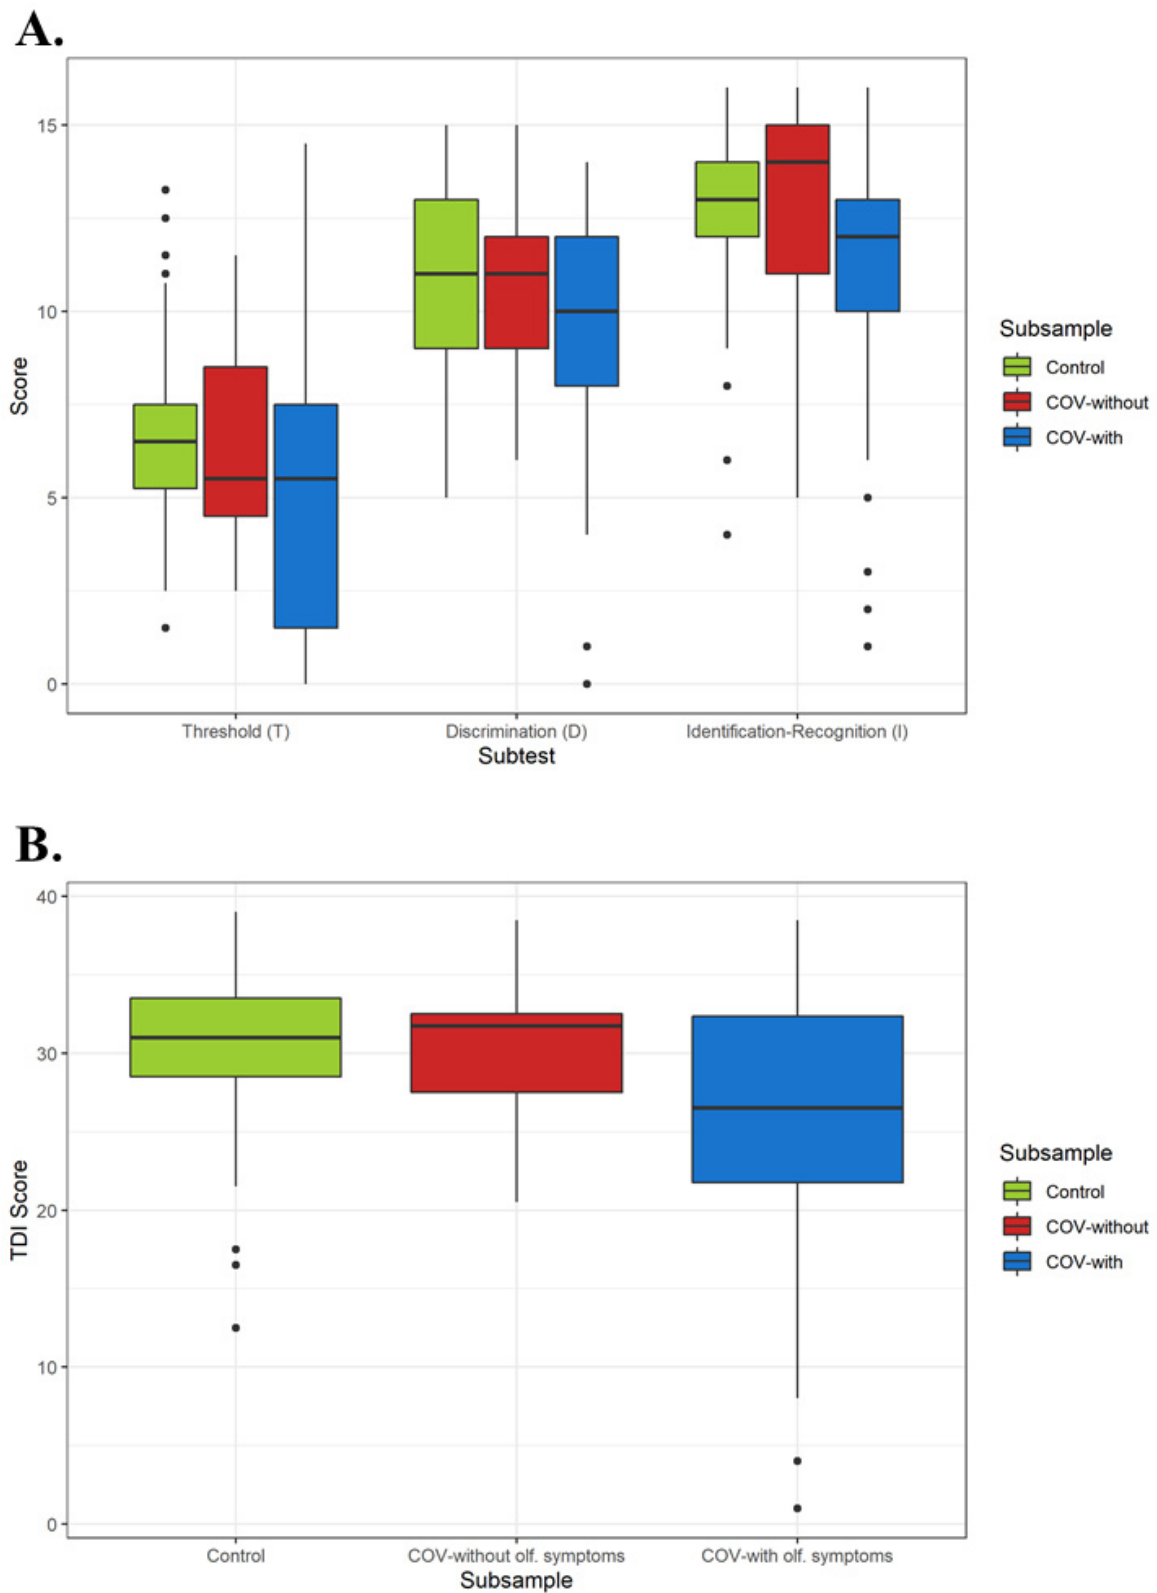 A.
15
10
5
0
Score
Threshold (T)
Discrimination (D)
Identification-Recognition (I)
Subtest
Subsample
Control
COV-without
COV-with
B.
40
30
20
10
0
TDI Score
Control
COV-without olf. symptoms
COV-with olf. symptoms
Subsample
Subsample
Control
COV-without
COV-with